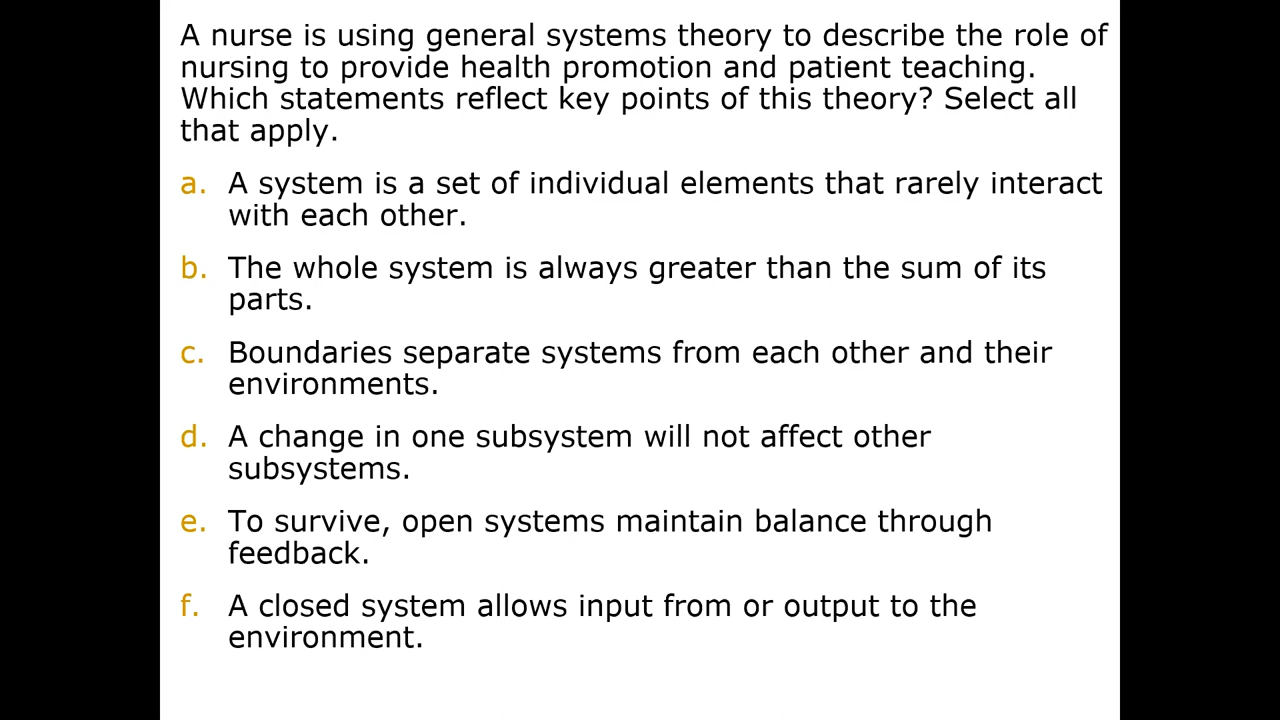 A nurse is using general systems theory to describe the role of
nursing to provide health promotion and patient teaching.
Which statements reflect key points of this theory? Select all
that apply.
a. A system is a set of individual elements that rarely interact
with each other.
b. The whole system is always greater than the sum of its
parts.
c. Boundaries separate systems from each other and their
environments.
d. A change in one subsystem will not affect other
subsystems.
e. To survive, open systems maintain balance through
feedback.
f. A closed system allows input from or output to the
environment.